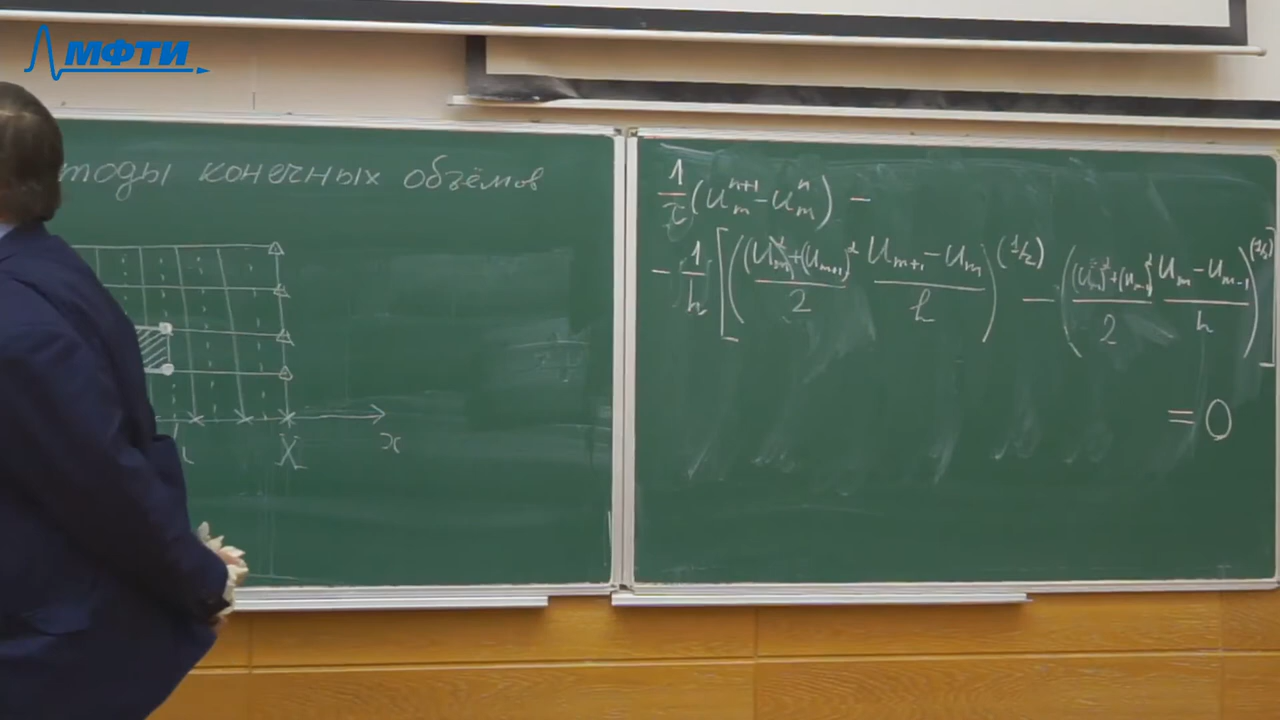 МФТИ
тоды конечных объёмов
X
x
1/τ (u_m^{n+1} - u_m^n) -
- 1/h [ ( ((u_m)^2 + (u_{m+1})^2)/2 (u_{m+1} - u_m)/h )^{(1/2)} - ( ((u_m)^2 + (u_{m-1})^2)/2 (u_m - u_{m-1})/h )^{(1/2)} ]
= 0